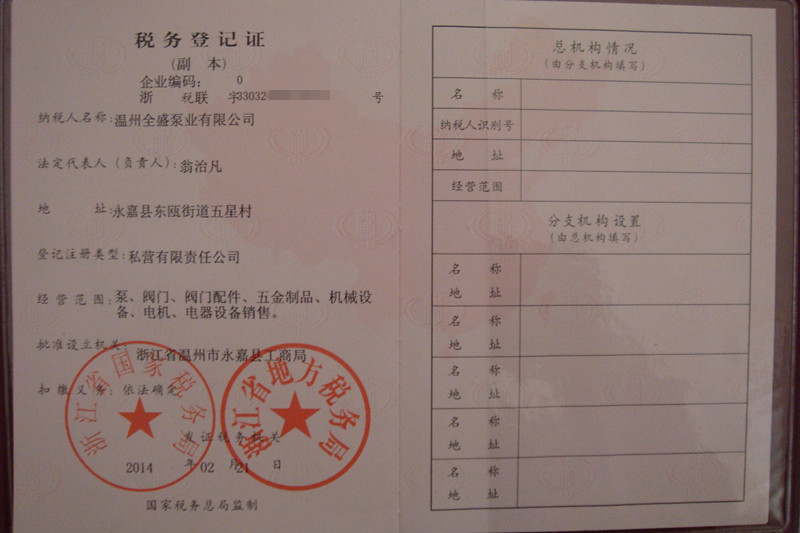 税务登记证
(副 本)
企业编码: 0
浙 税联 字33032 号
纳税人名称:温州全盛泵业有限公司
法定代表人(负责人):翁治凡
地 址:永嘉县东瓯街道五星村
登记注册类型:私营有限责任公司
经营范围:泵、阀门、阀门配件、五金制品、机械设
备、电机、电器设备销售。
批准设立机关:浙江省温州市永嘉县工商局
扣缴义务:依法确定
浙江省国家税务局
浙江省地方税务局
发证税务机关
2014 年 02 月 21 日
国家税务总局监制
总机构情况
(由分支机构填写)
名 称
纳税人识别号
地 址
经营范围
分支机构设置
(由总机构填写)
名 称
地 址
名 称
地 址
名 称
地 址
名 称
地 址
名 称
地 址